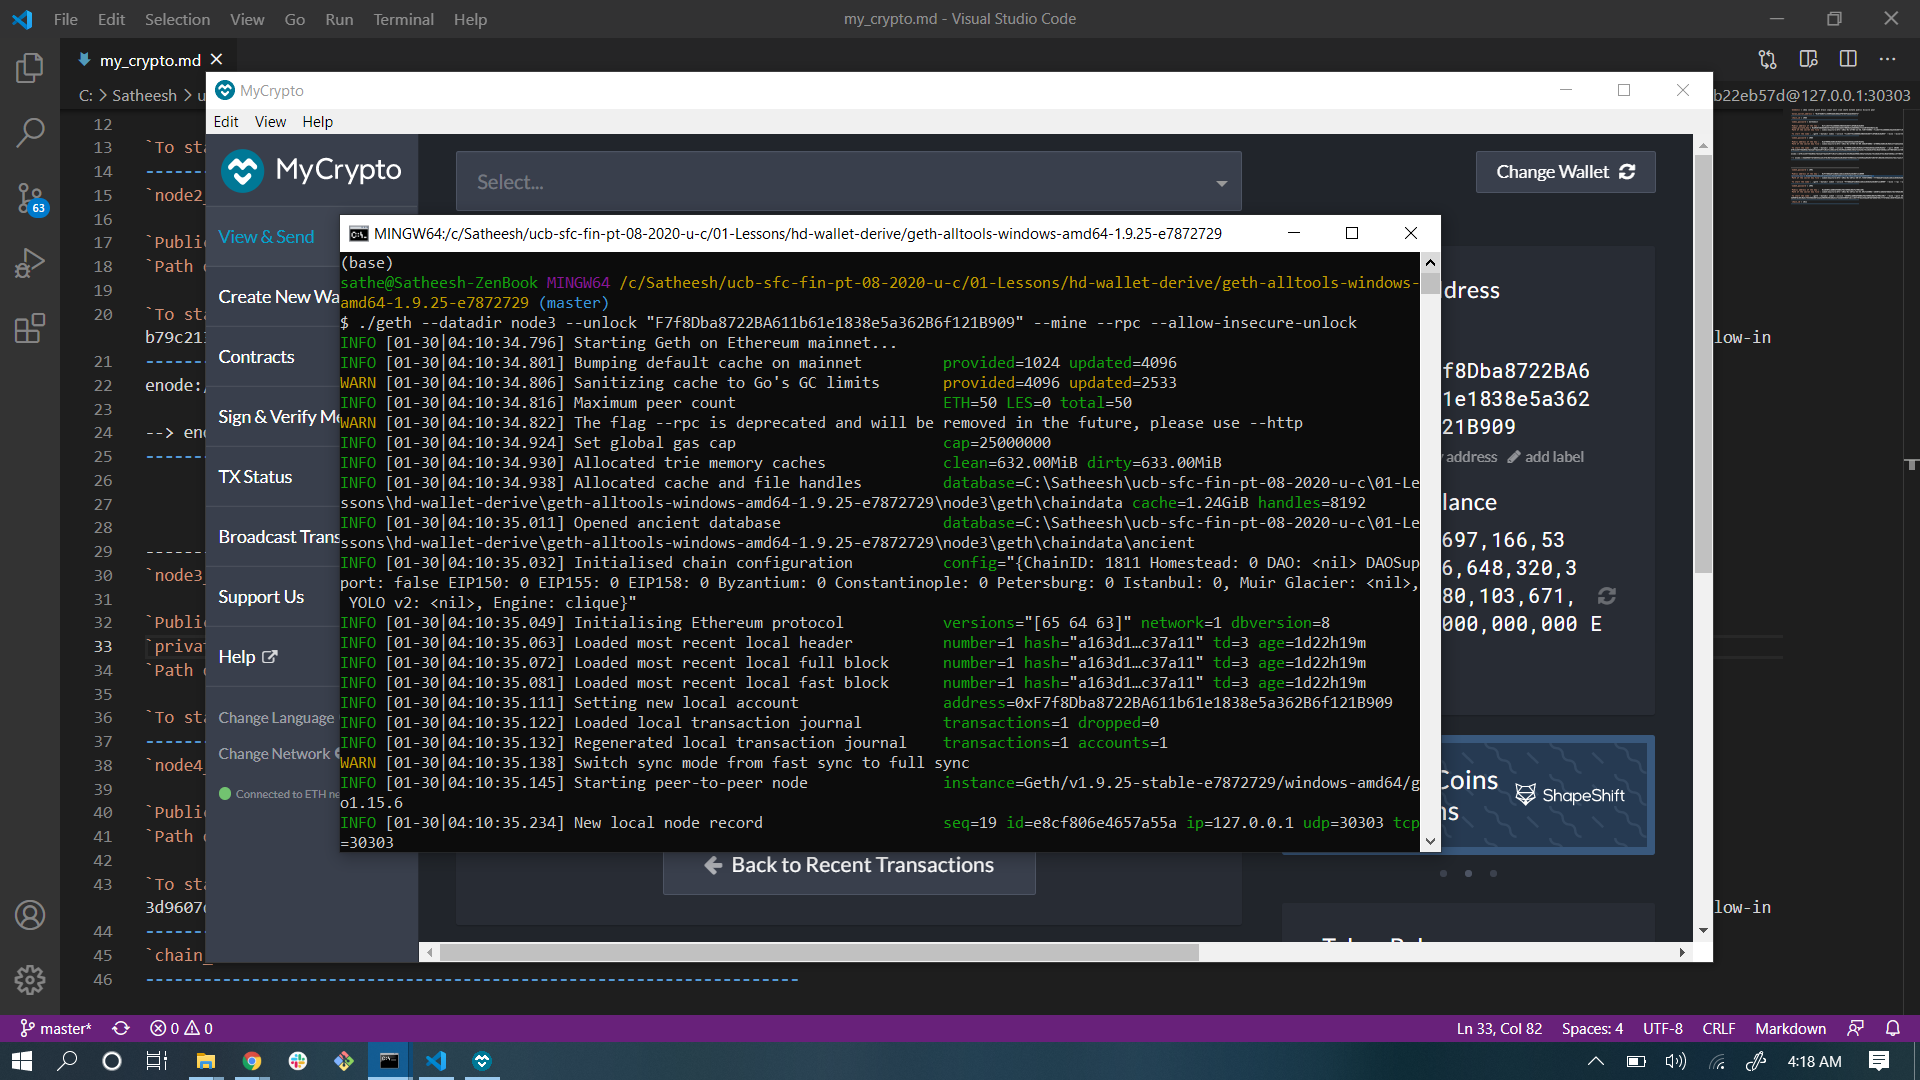 File Edit Selection View Go Run Terminal Help
my_crypto.md - Visual Studio Code
my_crypto.md
C: > Satheesh > u
b22eb57d@127.0.0.1:30303
MyCrypto
Edit View Help
MyCrypto
Select...
Change Wallet
View & Send
Create New Wa
Contracts
Sign & Verify Me
TX Status
Broadcast Trans
Support Us
Help
Change Language
Change Network
Connected to ETH ne
MINGW64:/c/Satheesh/ucb-sfc-fin-pt-08-2020-u-c/01-Lessons/hd-wallet-derive/geth-alltools-windows-amd64-1.9.25-e7872729
(base)
sathe@Satheesh-ZenBook MINGW64 /c/Satheesh/ucb-sfc-fin-pt-08-2020-u-c/01-Lessons/hd-wallet-derive/geth-alltools-windows-
amd64-1.9.25-e7872729 (master)
$ ./geth --datadir node3 --unlock "F7f8Dba8722BA611b61e1838e5a362B6f121B909" --mine --rpc --allow-insecure-unlock
INFO [01-30|04:10:34.796] Starting Geth on Ethereum mainnet...
INFO [01-30|04:10:34.801] Bumping default cache on mainnet provided=1024 updated=4096
WARN [01-30|04:10:34.806] Sanitizing cache to Go's GC limits provided=4096 updated=2533
INFO [01-30|04:10:34.816] Maximum peer count ETH=50 LES=0 total=50
WARN [01-30|04:10:34.822] The flag --rpc is deprecated and will be removed in the future, please use --http
INFO [01-30|04:10:34.924] Set global gas cap cap=25000000
INFO [01-30|04:10:34.930] Allocated trie memory caches clean=632.00MiB dirty=633.00MiB
INFO [01-30|04:10:34.938] Allocated cache and file handles database=C:\Satheesh\ucb-sfc-fin-pt-08-2020-u-c\01-Le
ssons\hd-wallet-derive\geth-alltools-windows-amd64-1.9.25-e7872729\node3\geth\chaindata cache=1.24GiB handles=8192
INFO [01-30|04:10:35.011] Opened ancient database database=C:\Satheesh\ucb-sfc-fin-pt-08-2020-u-c\01-Le
ssons\hd-wallet-derive\geth-alltools-windows-amd64-1.9.25-e7872729\node3\geth\chaindata\ancient
INFO [01-30|04:10:35.032] Initialised chain configuration config="{ChainID: 1811 Homestead: 0 DAO: <nil> DAOSup
port: false EIP150: 0 EIP155: 0 EIP158: 0 Byzantium: 0 Constantinople: 0 Petersburg: 0 Istanbul: 0, Muir Glacier: <nil>,
YOLO v2: <nil>, Engine: clique}"
INFO [01-30|04:10:35.049] Initialising Ethereum protocol versions="[65 64 63]" network=1 dbversion=8
INFO [01-30|04:10:35.063] Loaded most recent local header number=1 hash="a163d1…c37a11" td=3 age=1d22h19m
INFO [01-30|04:10:35.072] Loaded most recent local full block number=1 hash="a163d1…c37a11" td=3 age=1d22h19m
INFO [01-30|04:10:35.081] Loaded most recent local fast block number=1 hash="a163d1…c37a11" td=3 age=1d22h19m
INFO [01-30|04:10:35.111] Setting new local account address=0xF7f8Dba8722BA611b61e1838e5a362B6f121B909
INFO [01-30|04:10:35.122] Loaded local transaction journal transactions=1 dropped=0
INFO [01-30|04:10:35.132] Regenerated local transaction journal transactions=1 accounts=1
WARN [01-30|04:10:35.138] Switch sync mode from fast sync to full sync
INFO [01-30|04:10:35.145] Starting peer-to-peer node instance=Geth/v1.9.25-stable-e7872729/windows-amd64/g
o1.15.6
INFO [01-30|04:10:35.234] New local node record seq=19 id=e8cf806e4657a55a ip=127.0.0.1 udp=30303 tcp
=30303
dress
f8Dba8722BA6
1e1838e5a362
21B909
address add label
lance
697,166,53
6,648,320,3
80,103,671,
000,000,000 E
Coins
ns
ShapeShift
Back to Recent Transactions
12
13 `To sta
14 ------
15 `node2_
16
17 `Public
18 `Path o
19
20 `To sta
b79c21 low-in
21 ------
22 enode:/
23
24 --> eno
25 ------
26
27
28
29 ------
30 `node3_
31
32 `Public
33 `privat
34 `Path o
35
36 `To sta
37 ------
38 `node4_
39
40 `Public
41 `Path o
42
43 `To sta
3d9607 low-in
44 ------
45 `chain_
46 --------------------------------------------------------------------
63
master* 0 0
Ln 33, Col 82 Spaces: 4 UTF-8 CRLF Markdown
4:18 AM